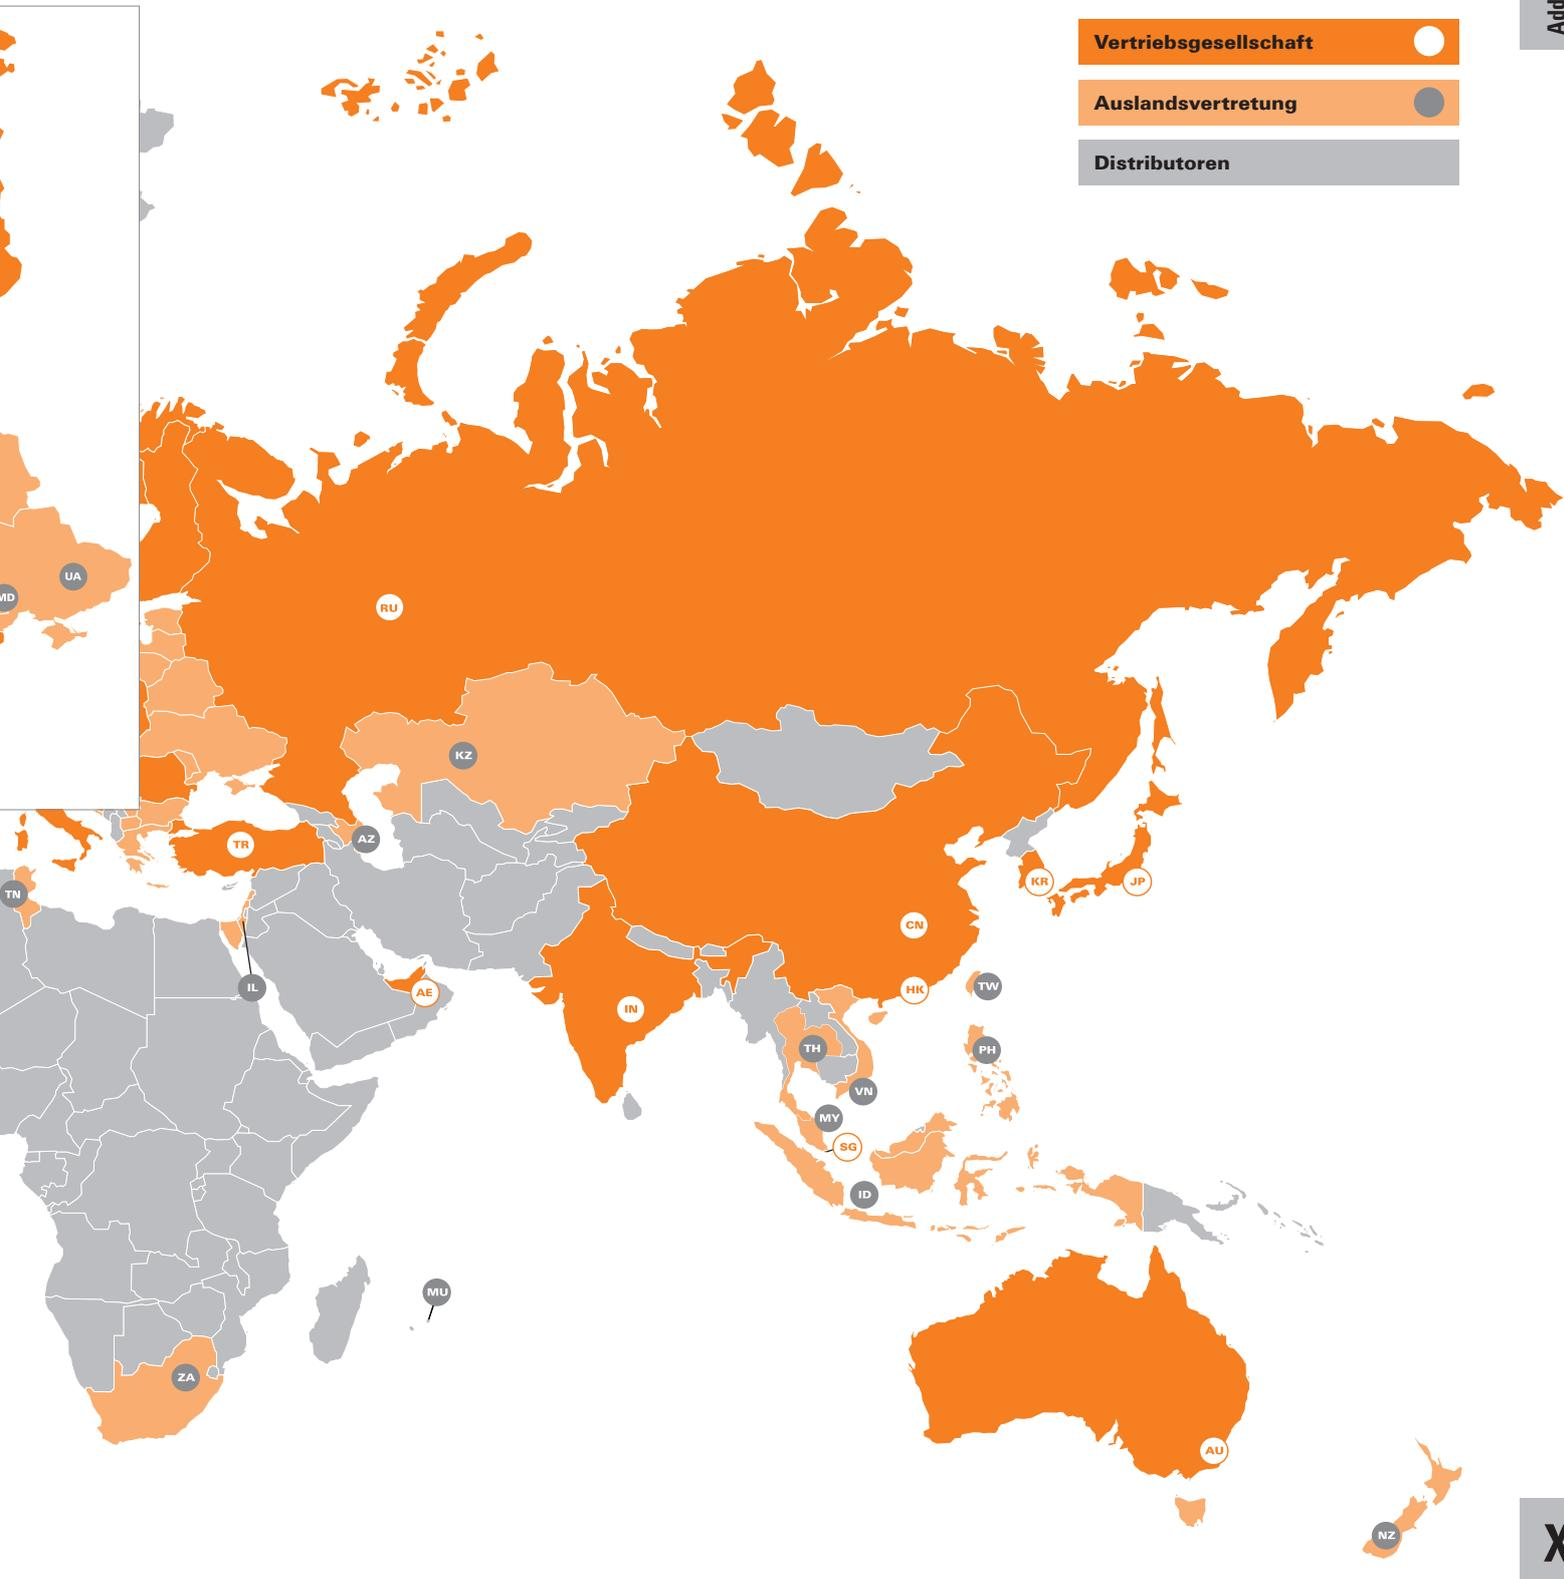 Add
Vertriebsgesellschaft
Auslandsvertretung
Distributoren
UA
MD
RU
KZ
TR
AZ
TN
KR
JP
CN
IL
AE
HK
TW
IN
TH
PH
VN
MY
SG
ID
MU
ZA
AU
NZ
X